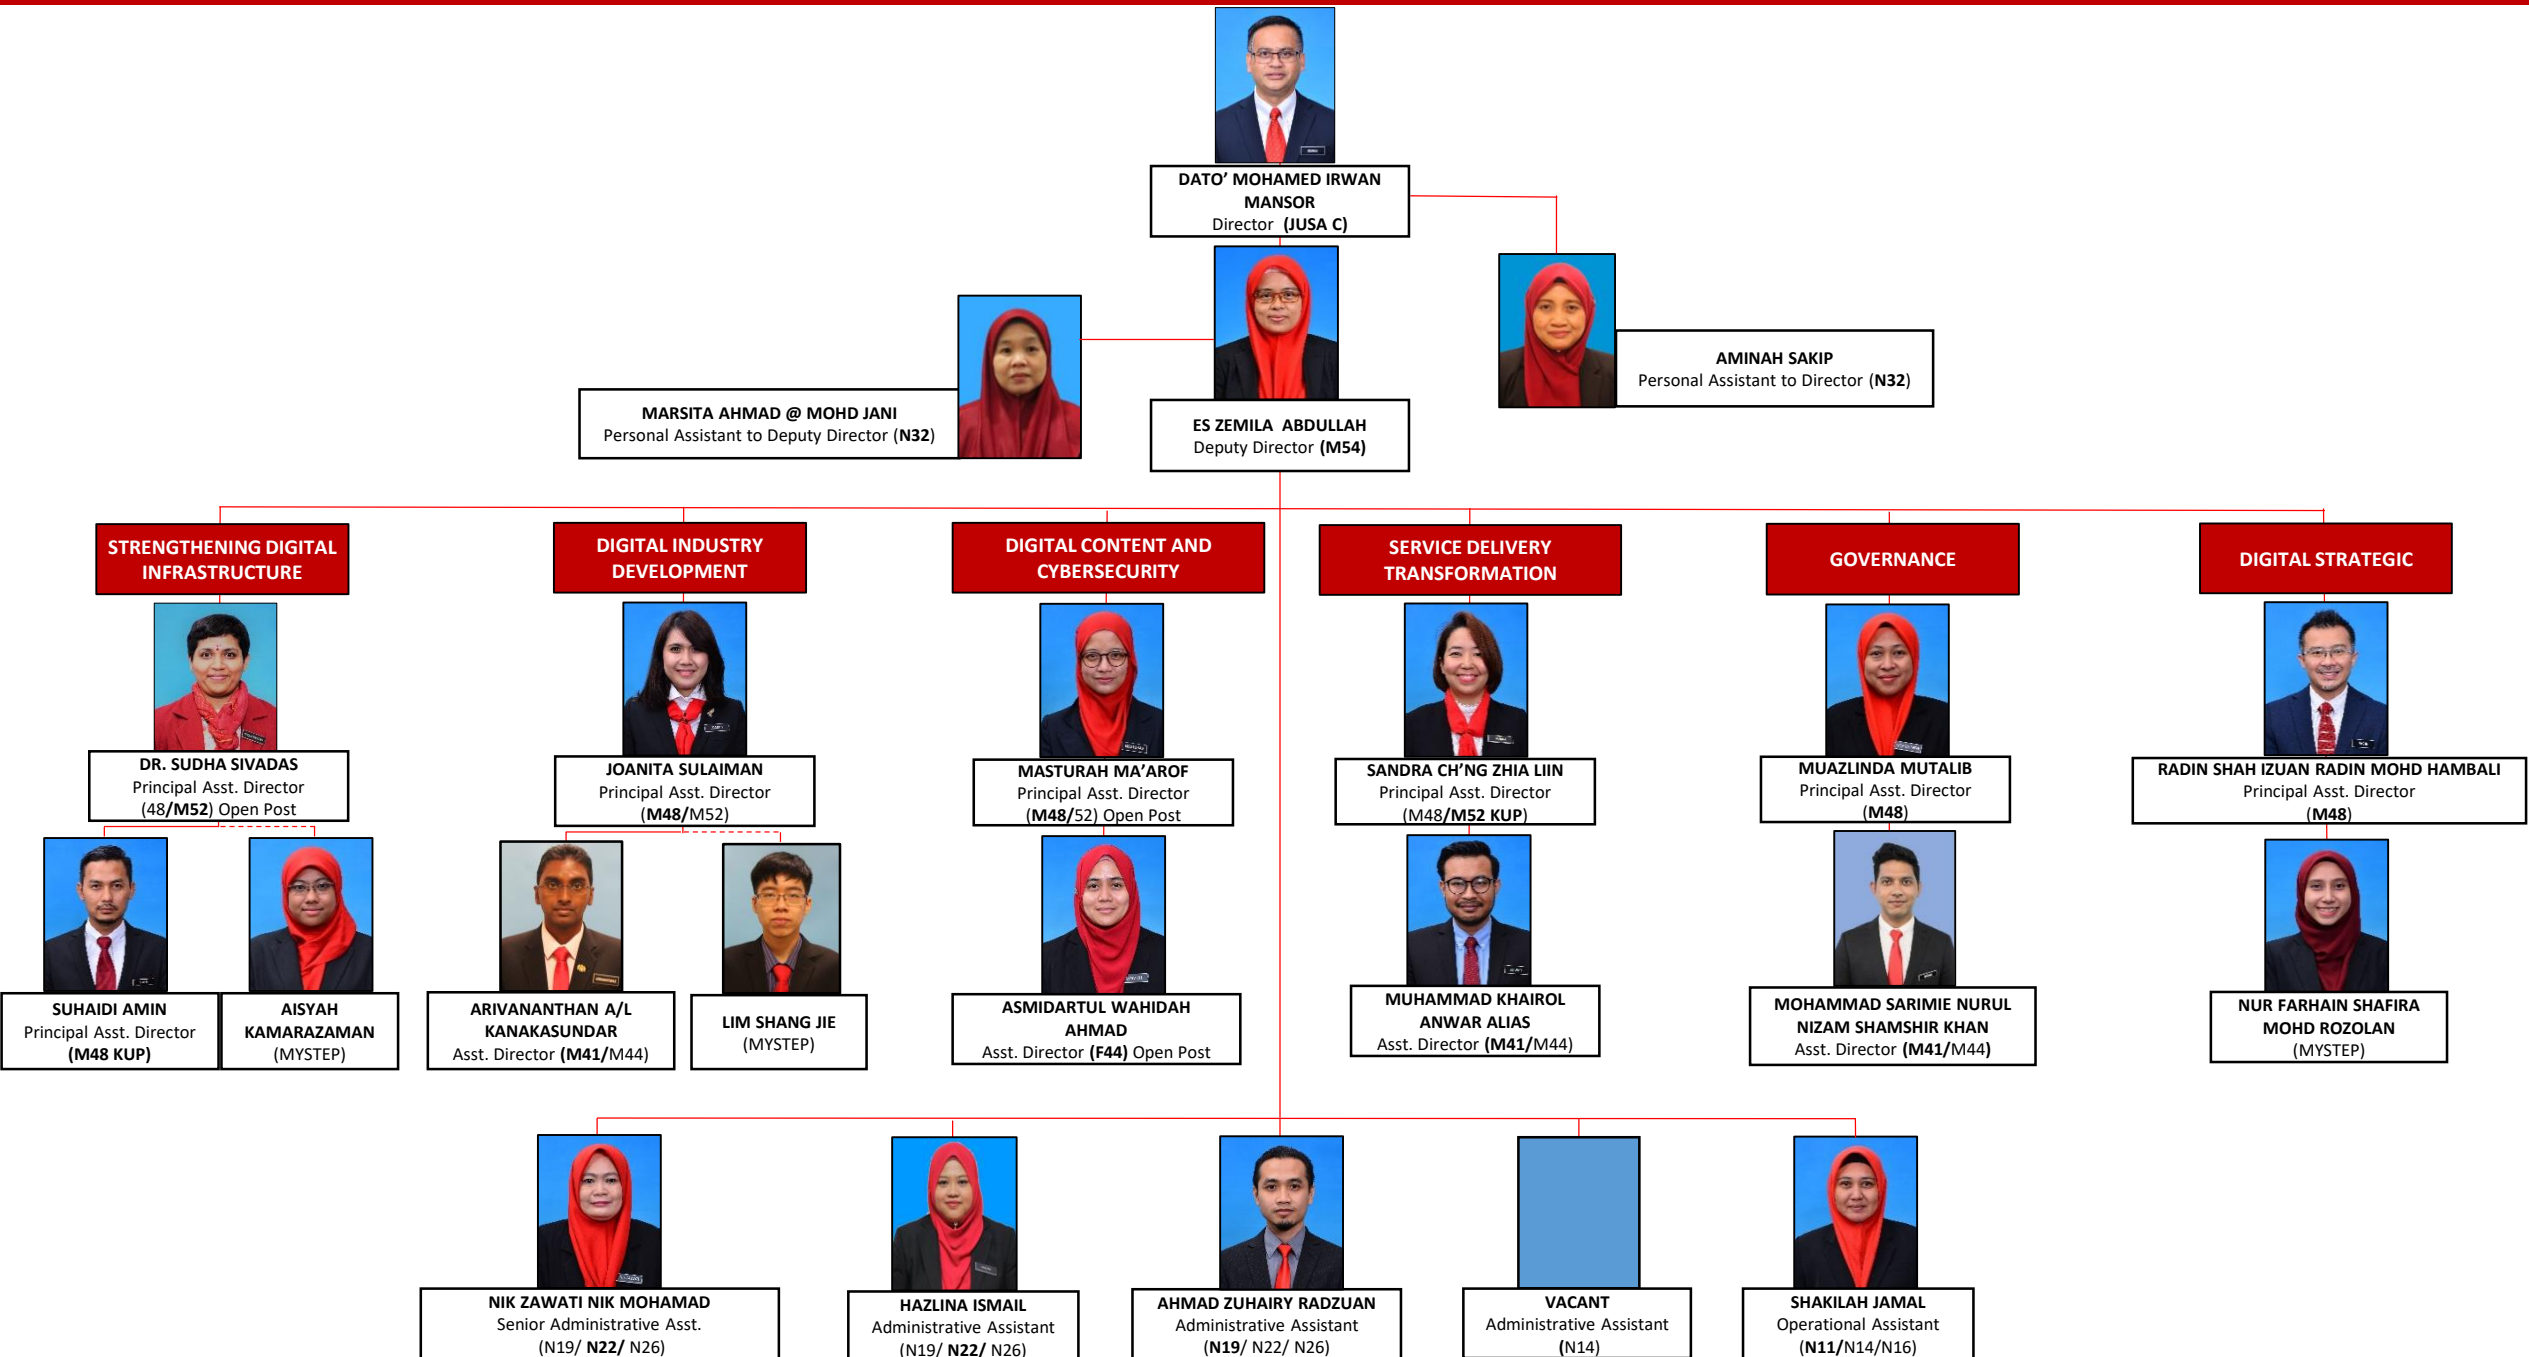 DATO’ MOHAMED IRWAN
MANSOR
Director (JUSA C)
AMINAH SAKIP
Personal Assistant to Director (N32)
MARSITA AHMAD @ MOHD JANI
Personal Assistant to Deputy Director (N32)
ES ZEMILA ABDULLAH
Deputy Director (M54)
STRENGTHENING DIGITAL
INFRASTRUCTURE
DIGITAL INDUSTRY
DEVELOPMENT
DIGITAL CONTENT AND
CYBERSECURITY
SERVICE DELIVERY
TRANSFORMATION
GOVERNANCE
DIGITAL STRATEGIC
DR. SUDHA SIVADAS
Principal Asst. Director
(48/M52) Open Post
JOANITA SULAIMAN
Principal Asst. Director
(M48/M52)
MASTURAH MA’AROF
Principal Asst. Director
(M48/52) Open Post
SANDRA CH’NG ZHIA LIIN
Principal Asst. Director
(M48/M52 KUP)
MUAZLINDA MUTALIB
Principal Asst. Director
(M48)
RADIN SHAH IZUAN RADIN MOHD HAMBALI
Principal Asst. Director
(M48)
SUHAIDI AMIN
Principal Asst. Director
(M48 KUP)
AISYAH
KAMARAZAMAN
(MYSTEP)
ARIVANANTHAN A/L
KANAKASUNDAR
Asst. Director (M41/M44)
LIM SHANG JIE
(MYSTEP)
ASMIDARTUL WAHIDAH
AHMAD
Asst. Director (F44) Open Post
MUHAMMAD KHAIROL
ANWAR ALIAS
Asst. Director (M41/M44)
MOHAMMAD SARIMIE NURUL
NIZAM SHAMSHIR KHAN
Asst. Director (M41/M44)
NUR FARHAIN SHAFIRA
MOHD ROZOLAN
(MYSTEP)
NIK ZAWATI NIK MOHAMAD
Senior Administrative Asst.
(N19/ N22/ N26)
HAZLINA ISMAIL
Administrative Assistant
(N19/ N22/ N26)
AHMAD ZUHAIRY RADZUAN
Administrative Assistant
(N19/ N22/ N26)
VACANT
Administrative Assistant
(N14)
SHAKILAH JAMAL
Operational Assistant
(N11/N14/N16)